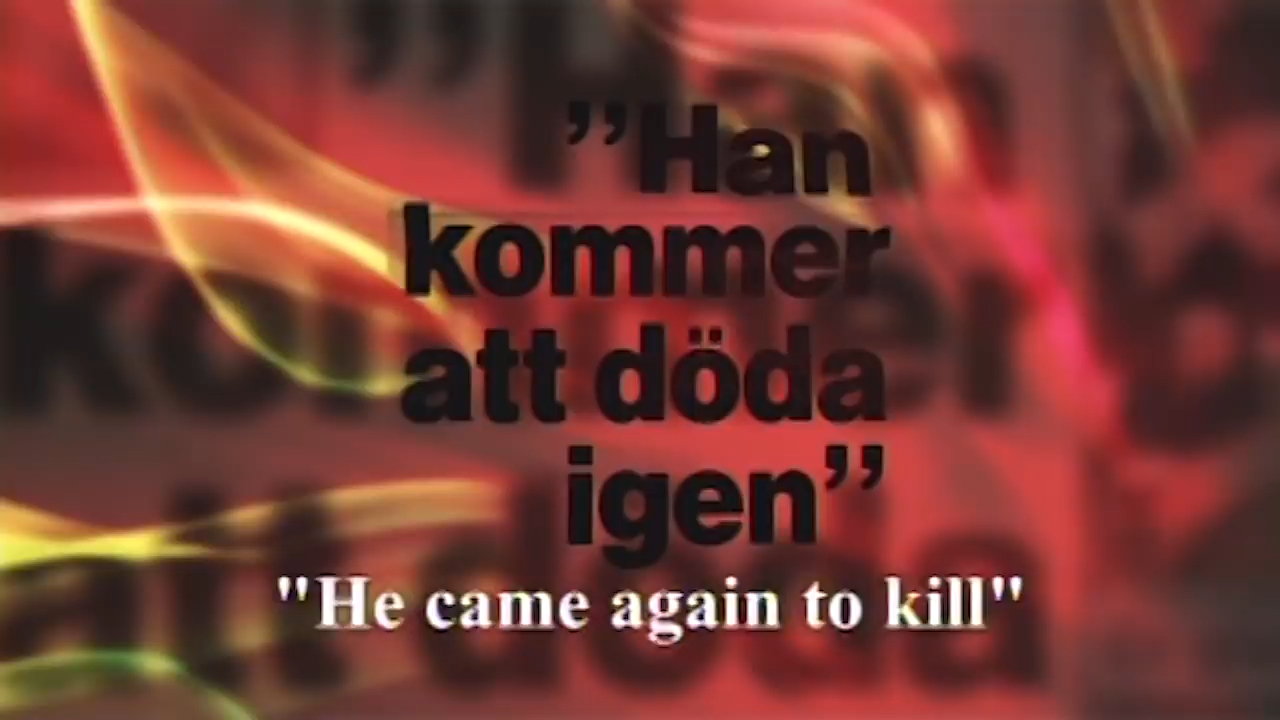 ”Han
kommer
att döda
igen”
"He came again to kill"